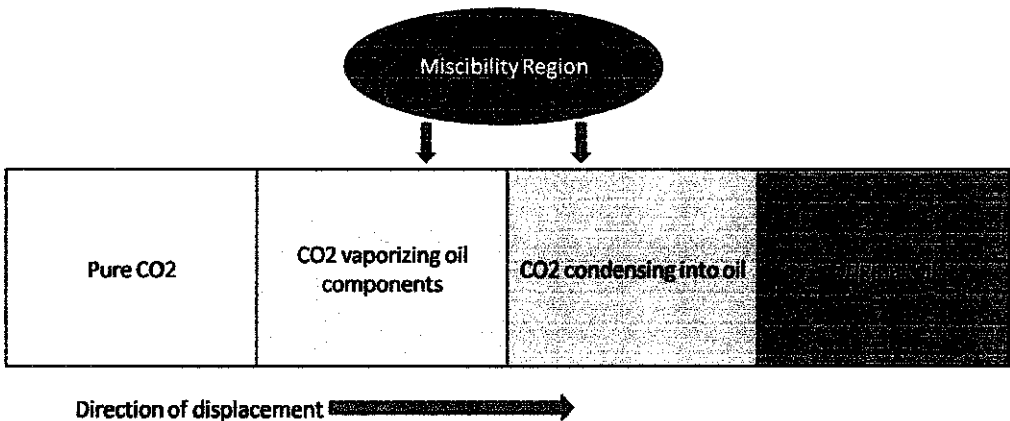 Miscibility Region
Pure CO2
CO2 vaporizing oil
components
CO2 condensing into oil
Direction of displacement